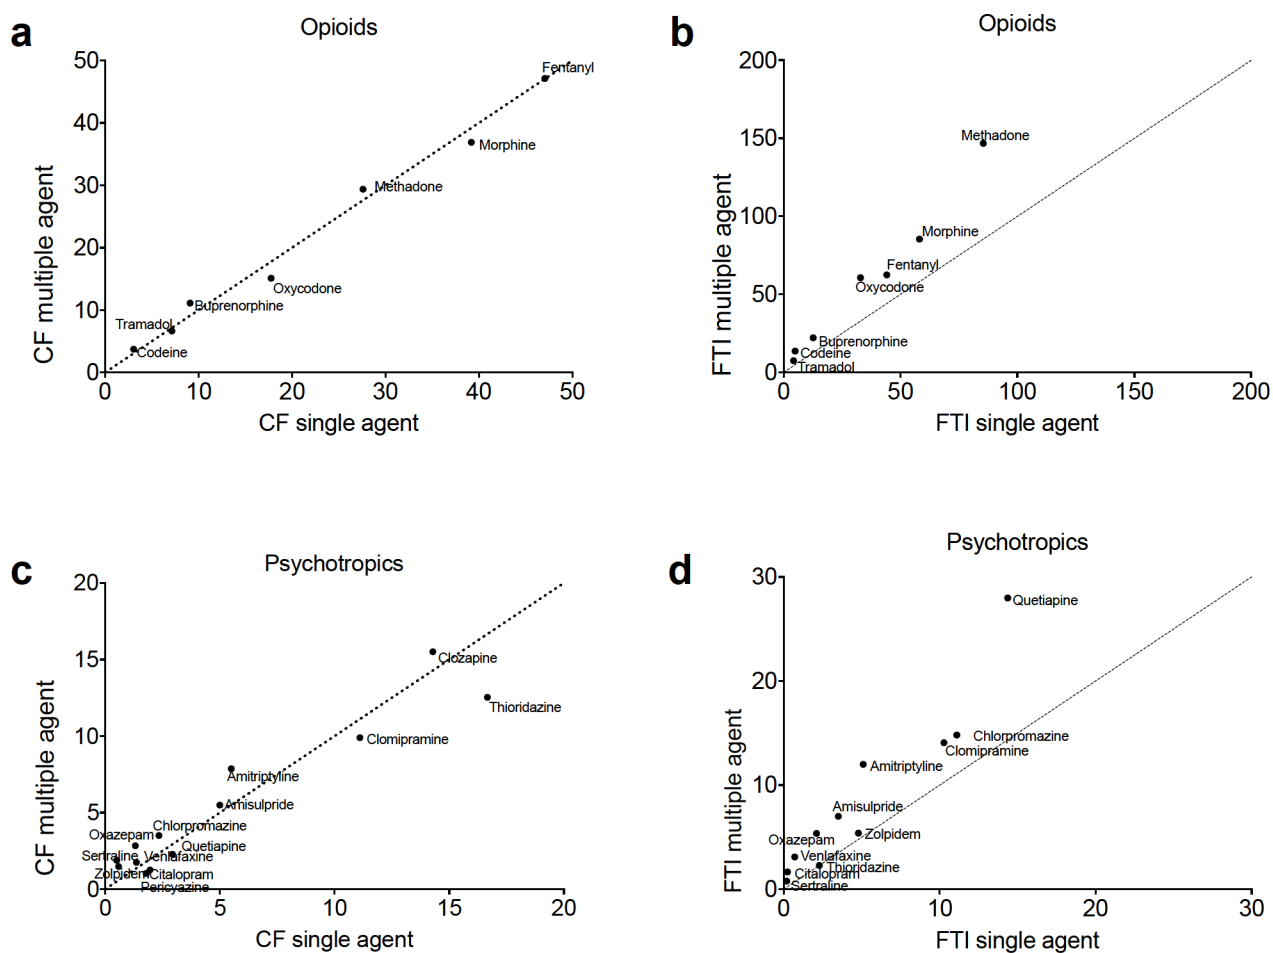 a
Opioids
50
40
30
20
10
0
CF multiple agent
Fentanyl
Morphine
Methadone
Oxycodone
Buprenorphine
Tramadol
Codeine
0 10 20 30 40 50
CF single agent
b
Opioids
200
150
100
50
0
FTI multiple agent
Methadone
Morphine
Fentanyl
Oxycodone
Buprenorphine
Codeine
Tramadol
0 50 100 150 200
FTI single agent
c
Psychotropics
20
15
10
5
0
CF multiple agent
Clozapine
Thioridazine
Clomipramine
Amitriptyline
Amisulpride
Chlorpromazine
Oxazepam
Quetiapine
Sertraline
Venlafaxine
Zolpidem
Citalopram
Pericyazine
0 5 10 15 20
CF single agent
d
Psychotropics
30
20
10
0
FTI multiple agent
Quetiapine
Chlorpromazine
Clomipramine
Amitriptyline
Amisulpride
Zolpidem
Oxazepam
Venlafaxine
Thioridazine
Citalopram
Sertraline
0 10 20 30
FTI single agent